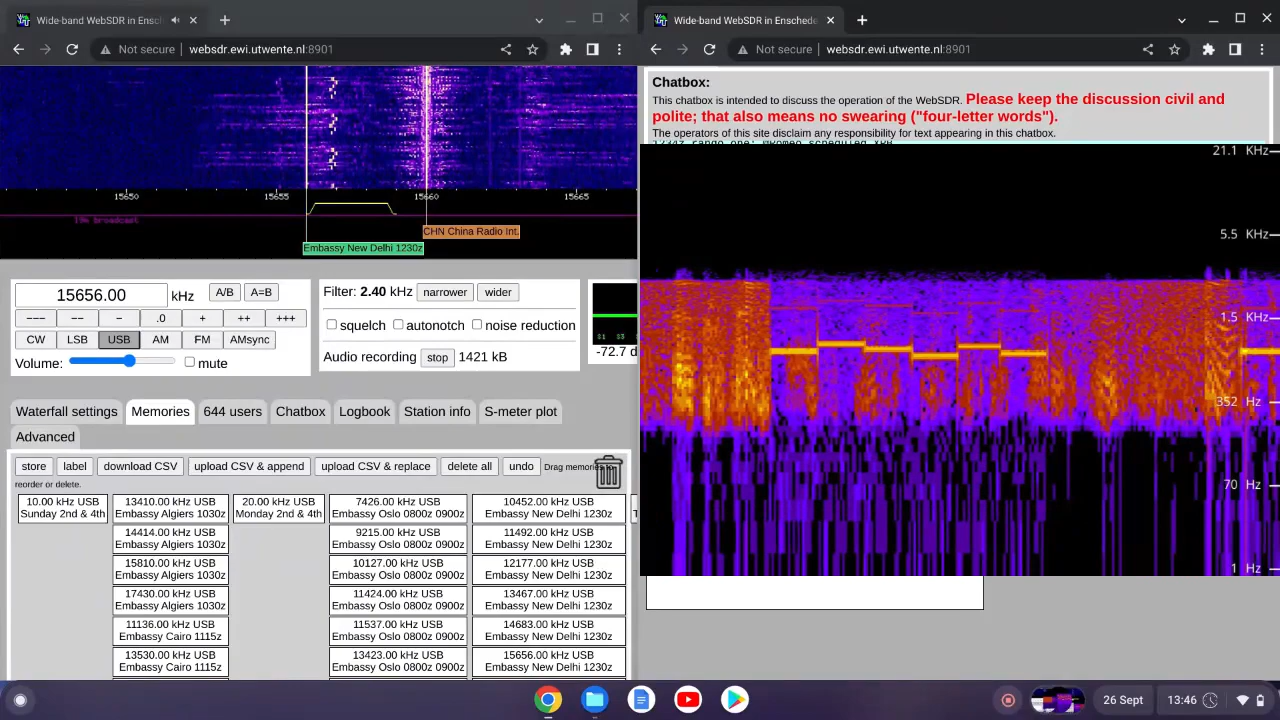 Wide-band WebSDR in Ensch
Not secure websdr.ewi.utwente.nl:8901
15650 15655 15660 15665
19m broadcast
CHN China Radio Int.
Embassy New Delhi 1230z
15656.00 kHz A/B A=B
--- -- - .0 + ++ +++
CW LSB USB AM FM AMsync
Volume: mute
Filter: 2.40 kHz narrower wider
squelch autonotch noise reduction
Audio recording stop 1421 kB
S1 S3
-72.7 d
Waterfall settings Memories 644 users Chatbox Logbook Station info S-meter plot
Advanced
store label download CSV upload CSV & append upload CSV & replace delete all undo Drag memories to
reorder or delete.
10.00 kHz USB 13410.00 kHz USB 20.00 kHz USB 7426.00 kHz USB 10452.00 kHz USB
Sunday 2nd & 4th Embassy Algiers 1030z Monday 2nd & 4th Embassy Oslo 0800z 0900z Embassy New Delhi 1230z
14414.00 kHz USB 9215.00 kHz USB 11492.00 kHz USB
Embassy Algiers 1030z Embassy Oslo 0800z 0900z Embassy New Delhi 1230z
15810.00 kHz USB 10127.00 kHz USB 12177.00 kHz USB
Embassy Algiers 1030z Embassy Oslo 0800z 0900z Embassy New Delhi 1230z
17430.00 kHz USB 11424.00 kHz USB 13467.00 kHz USB
Embassy Algiers 1030z Embassy Oslo 0800z 0900z Embassy New Delhi 1230z
11136.00 kHz USB 11537.00 kHz USB 14683.00 kHz USB
Embassy Cairo 1115z Embassy Oslo 0800z 0900z Embassy New Delhi 1230z
13530.00 kHz USB 13423.00 kHz USB 15656.00 kHz USB
Embassy Cairo 1115z Embassy Oslo 0800z 0900z Embassy New Delhi 1230z
Wide-band WebSDR in Enschede
Not secure websdr.ewi.utwente.nl:8901
Chatbox:
This chatbox is intended to discuss the operation of the WebSDR. Please keep the discussion civil and
polite; that also means no swearing ("four-letter words").
The operators of this site disclaim any responsibility for text appearing in this chatbox.
21.1 KHz
5.5 KHz
1.5 KHz
352 Hz
70 Hz
1 Hz
26 Sept 13:46